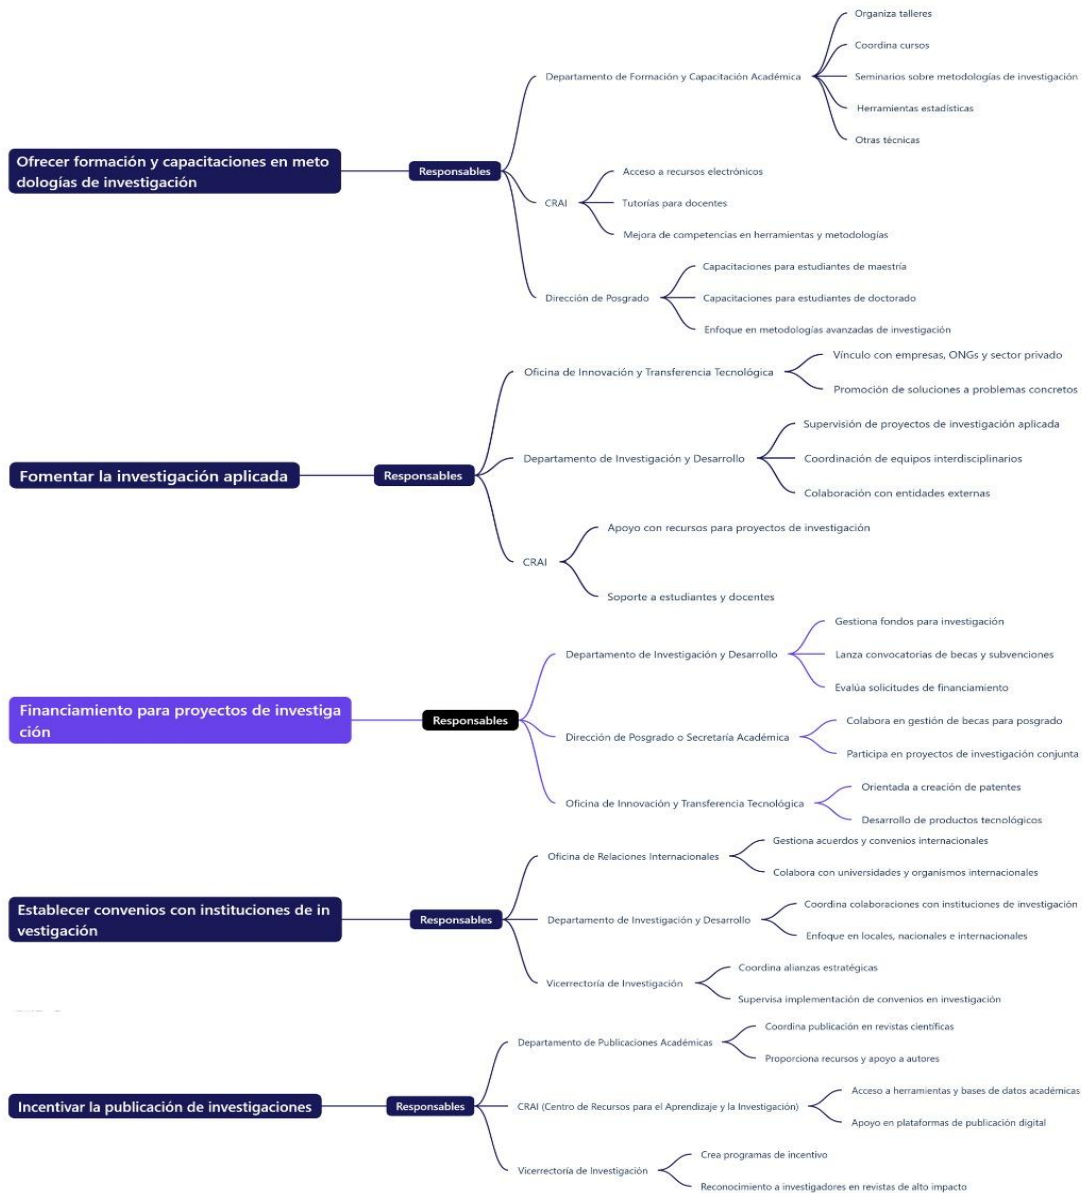 Ofrecer formación y capacitaciones en meto
dologías de investigación
Responsables
Departamento de Formación y Capacitación Académica
Organiza talleres
Coordina cursos
Seminarios sobre metodologías de investigación
Herramientas estadísticas
Otras técnicas
CRAI
Acceso a recursos electrónicos
Tutorías para docentes
Mejora de competencias en herramientas y metodologías
Dirección de Posgrado
Capacitaciones para estudiantes de maestría
Capacitaciones para estudiantes de doctorado
Enfoque en metodologías avanzadas de investigación
Fomentar la investigación aplicada
Responsables
Oficina de Innovación y Transferencia Tecnológica
Vínculo con empresas, ONGs y sector privado
Promoción de soluciones a problemas concretos
Departamento de Investigación y Desarrollo
Supervisión de proyectos de investigación aplicada
Coordinación de equipos interdisciplinarios
Colaboración con entidades externas
CRAI
Apoyo con recursos para proyectos de investigación
Soporte a estudiantes y docentes
Financiamiento para proyectos de investiga
ción
Responsables
Departamento de Investigación y Desarrollo
Gestiona fondos para investigación
Lanza convocatorias de becas y subvenciones
Evalúa solicitudes de financiamiento
Dirección de Posgrado o Secretaría Académica
Colabora en gestión de becas para posgrado
Participa en proyectos de investigación conjunta
Oficina de Innovación y Transferencia Tecnológica
Orientada a creación de patentes
Desarrollo de productos tecnológicos
Establecer convenios con instituciones de in
vestigación
Responsables
Oficina de Relaciones Internacionales
Gestiona acuerdos y convenios internacionales
Colabora con universidades y organismos internacionales
Departamento de Investigación y Desarrollo
Coordina colaboraciones con instituciones de investigación
Enfoque en locales, nacionales e internacionales
Vicerrectoría de Investigación
Coordina alianzas estratégicas
Supervisa implementación de convenios en investigación
Incentivar la publicación de investigaciones
Responsables
Departamento de Publicaciones Académicas
Coordina publicación en revistas científicas
Proporciona recursos y apoyo a autores
CRAI (Centro de Recursos para el Aprendizaje y la Investigación)
Acceso a herramientas y bases de datos académicas
Apoyo en plataformas de publicación digital
Vicerrectoría de Investigación
Crea programas de incentivo
Reconocimiento a investigadores en revistas de alto impacto